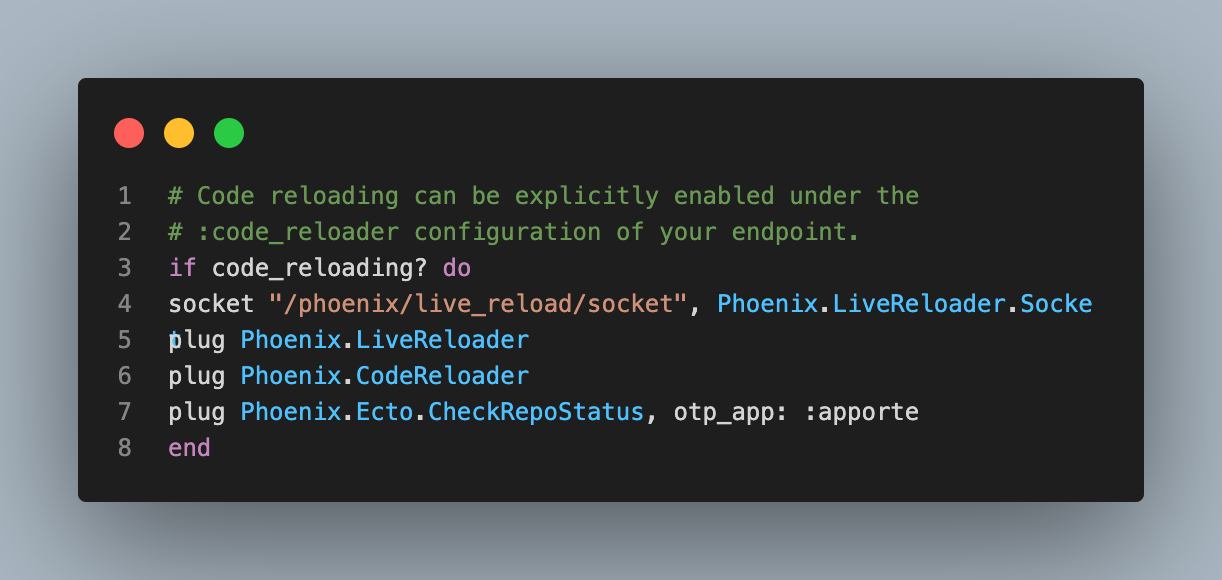 1 # Code reloading can be explicitly enabled under the
2 # :code_reloader configuration of your endpoint.
3 if code_reloading? do
4 socket "/phoenix/live_reload/socket", Phoenix.LiveReloader.Socke
t
5 plug Phoenix.LiveReloader
6 plug Phoenix.CodeReloader
7 plug Phoenix.Ecto.CheckRepoStatus, otp_app: :apporte
8 end